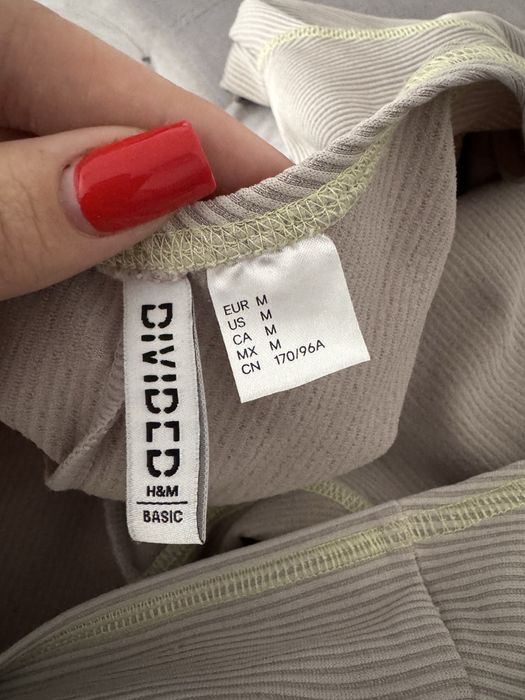 DIVIDED
H&M
BASIC
EUR M
US M
CA M
MX M
CN 170/96A